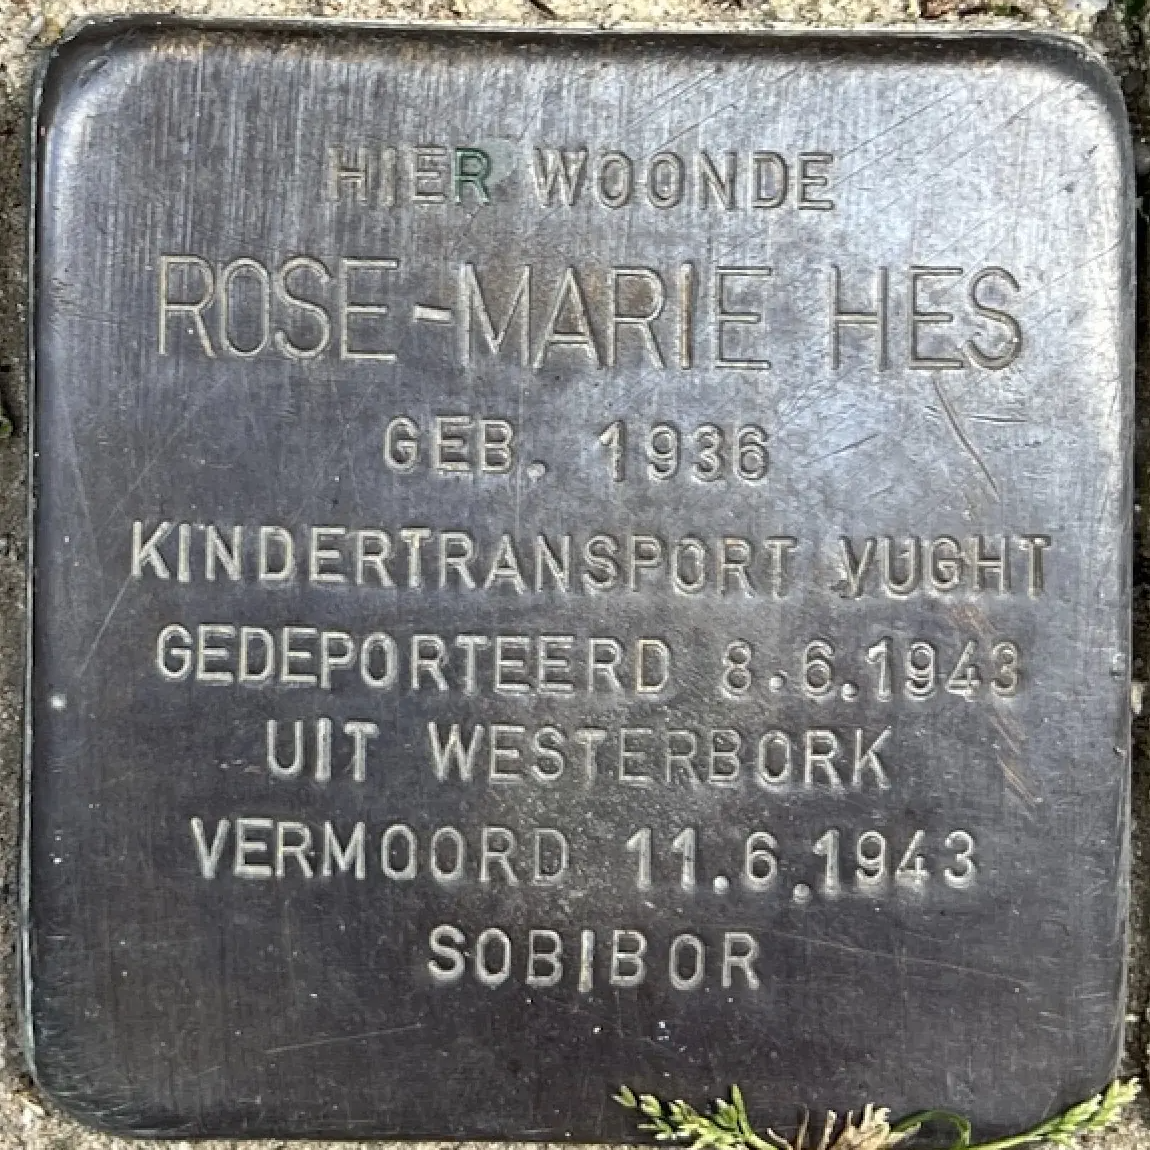 HIER WOONDE
ROSE-MARIE HES
GEB. 1936
KINDERTRANSPORT VUGHT
GEDEPORTEERD 8.6.1943
UIT WESTERBORK
VERMOORD 11.6.1943
SOBIBOR